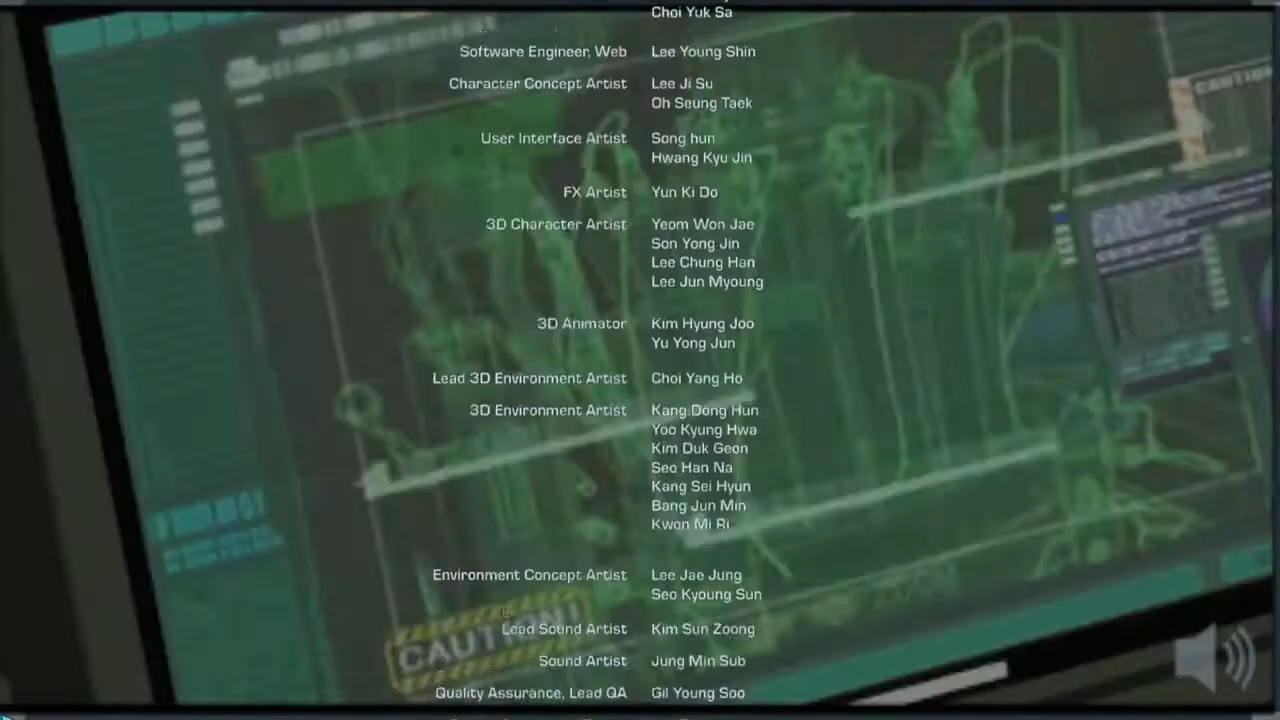 Choi Yuk Sa
Software Engineer, Web Lee Young Shin
Character Concept Artist Lee Ji Su
Oh Seung Taek
User Interface Artist Song hun
Hwang Kyu Jin
FX Artist Yun Ki Do
3D Character Artist Yeom Won Jae
Son Yong Jin
Lee Chung Han
Lee Jun Myoung
3D Animator Kim Hyung Joo
Yu Yong Jun
Lead 3D Environment Artist Choi Yang Ho
3D Environment Artist Kang Dong Hun
Yoo Kyung Hwa
Kim Duk Geon
Seo Han Na
Kang Sei Hyun
Bang Jun Min
Kwon Mi Ri
Environment Concept Artist Lee Jae Jung
Seo Kyoung Sun
Lead Sound Artist Kim Sun Zoong
Sound Artist Jung Min Sub
Quality Assurance, Lead QA Gil Young Soo
CAUTION
CAUTION!